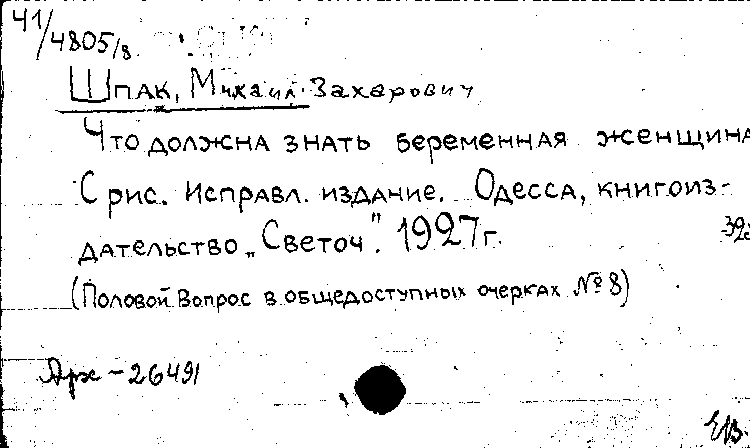 41/4805/8
Шпак, Михаил Захарович
Что должна знать беременная женщина
С рис. Исправл. издание. Одесса, книгоиз-
дательство „Светоч". 1927 г.
(Половой вопрос в общедоступных очерках № 8)
Арх - 26491